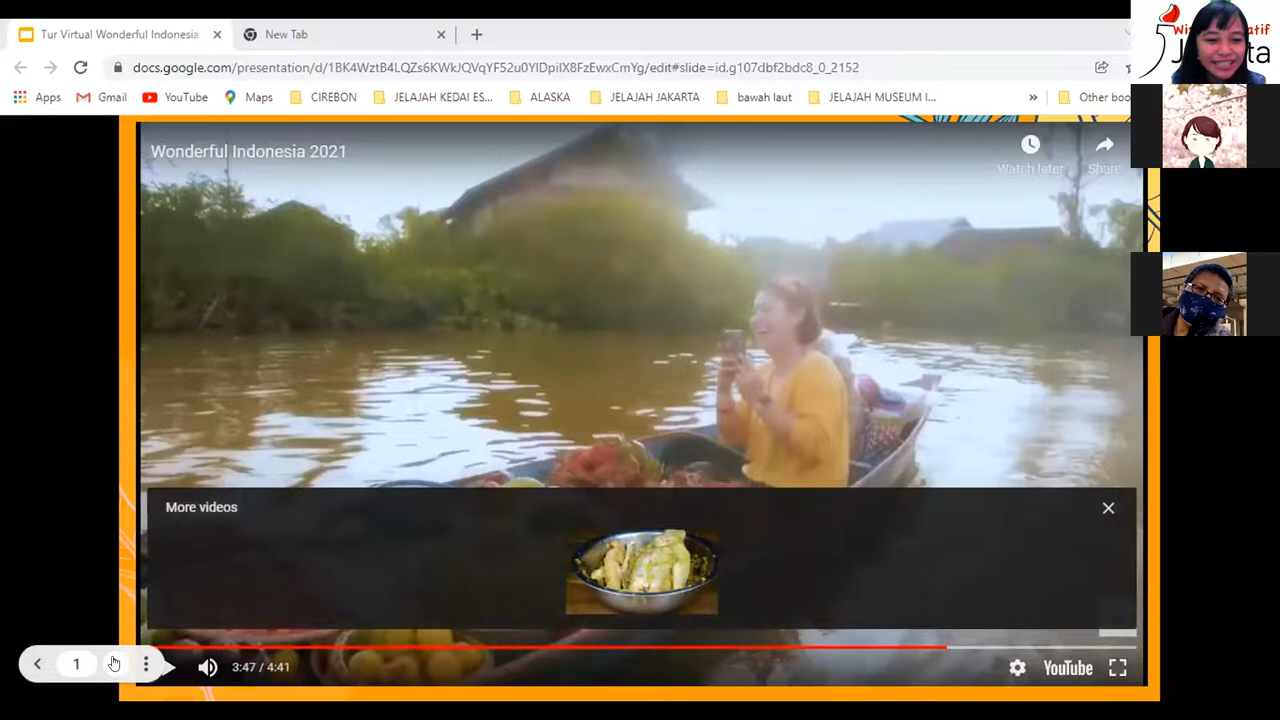 Tur Virtual Wonderful Indonesia
New Tab
docs.google.com/presentation/d/1BK4WztB4LQZs6KWkJQVqYF52udYlDpiX8FzEwxCmYg/edit#slide=id.g107dbf2bdc8_0_2152
Apps
Gmail
YouTube
Maps
CIREBON
JELAJAH KEDAI ES...
ALASKA
JELAJAH JAKARTA
bawah laut
JELAJAH MUSEUM I...
»
Other boo
Wonderful Indonesia 2021
Watch later
Share
More videos
1
3:47 / 4:41
YouTube